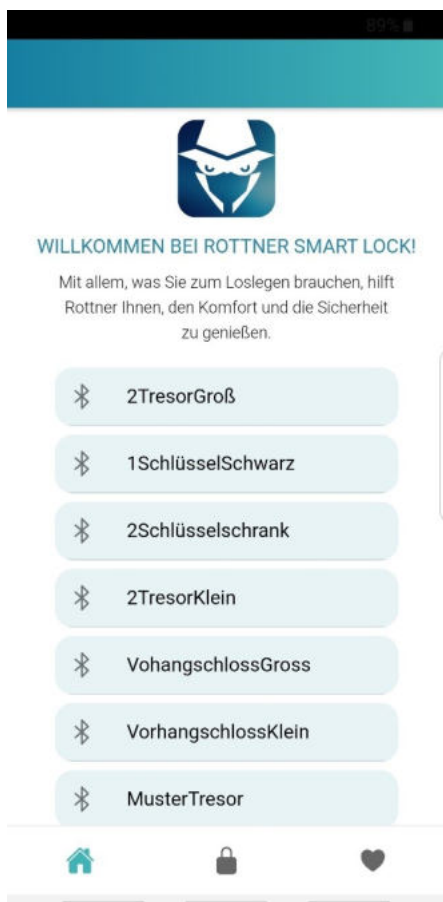 89%
WILLKOMMEN BEI ROTTNER SMART LOCK!
Mit allem, was Sie zum Loslegen brauchen, hilft
Rottner Ihnen, den Komfort und die Sicherheit
zu genießen.
2TresorGroß
1SchlüsselSchwarz
2Schlüsselschrank
2TresorKlein
VohangschlossGross
VorhangschlossKlein
MusterTresor